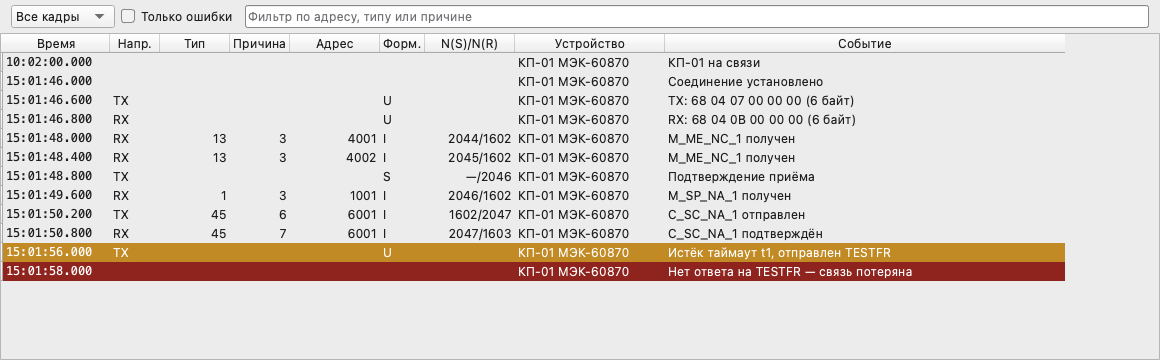 Все кадры Только ошибки Фильтр по адресу, типу или причине
Время Напр. Тип Причина Адрес Форм. N(S)/N(R) Устройство Событие
10:02:00.000 КП-01 МЭК-60870 КП-01 на связи
15:01:46.000 КП-01 МЭК-60870 Соединение установлено
15:01:46.600 TX U КП-01 МЭК-60870 TX: 68 04 07 00 00 00 (6 байт)
15:01:46.800 RX U КП-01 МЭК-60870 RX: 68 04 0B 00 00 00 (6 байт)
15:01:48.000 RX 13 3 4001 I 2044/1602 КП-01 МЭК-60870 M_ME_NC_1 получен
15:01:48.400 RX 13 3 4002 I 2045/1602 КП-01 МЭК-60870 M_ME_NC_1 получен
15:01:48.800 TX S —/2046 КП-01 МЭК-60870 Подтверждение приёма
15:01:49.600 RX 1 3 1001 I 2046/1602 КП-01 МЭК-60870 M_SP_NA_1 получен
15:01:50.200 TX 45 6 6001 I 1602/2047 КП-01 МЭК-60870 C_SC_NA_1 отправлен
15:01:50.800 RX 45 7 6001 I 2047/1603 КП-01 МЭК-60870 C_SC_NA_1 подтверждён
15:01:56.000 TX U КП-01 МЭК-60870 Истёк таймаут t1, отправлен TESTFR
15:01:58.000 КП-01 МЭК-60870 Нет ответа на TESTFR — связь потеряна